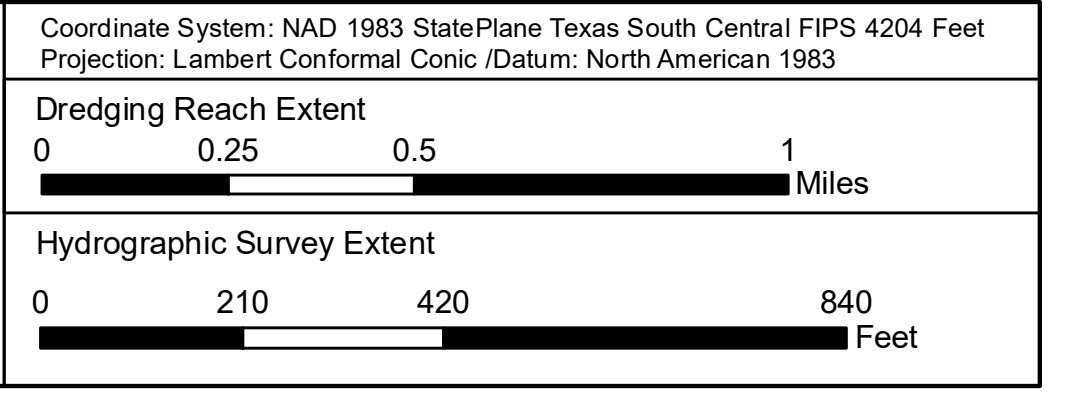 Coordinate System: NAD 1983 StatePlane Texas South Central FIPS 4204 Feet
Projection: Lambert Conformal Conic /Datum: North American 1983
Dredging Reach Extent
0 0.25 0.5 1
Miles
Hydrographic Survey Extent
0 210 420 840
Feet